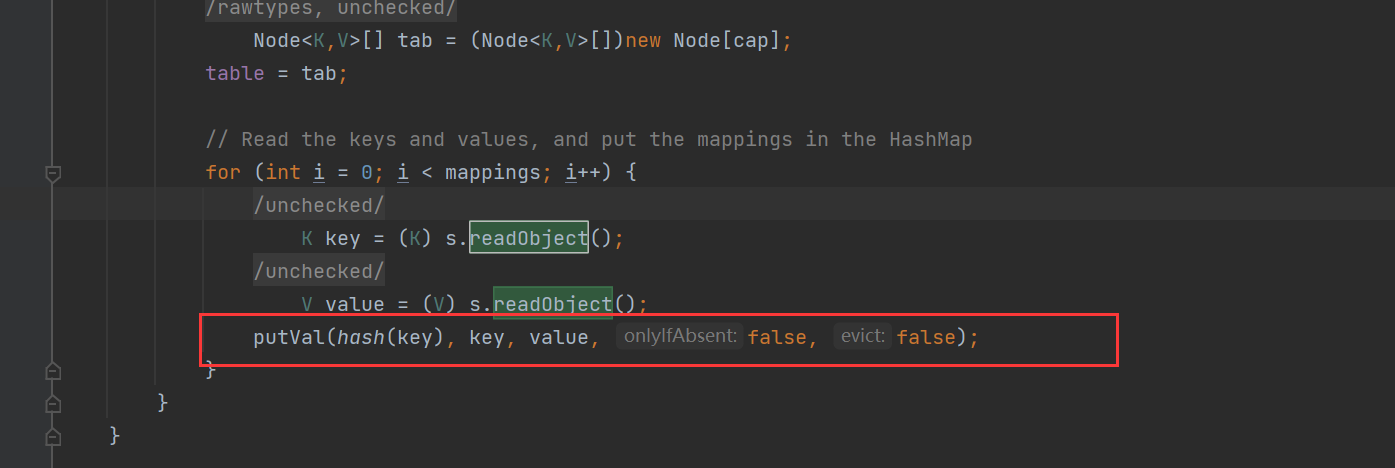 /rawtypes, unchecked/
Node<K,V>[] tab = (Node<K,V>[])new Node[cap];
table = tab;
// Read the keys and values, and put the mappings in the HashMap
for (int i = 0; i < mappings; i++) {
/unchecked/
K key = (K) s.readObject();
/unchecked/
V value = (V) s.readObject();
putVal(hash(key), key, value, onlyIfAbsent: false, evict: false);
}
}
}